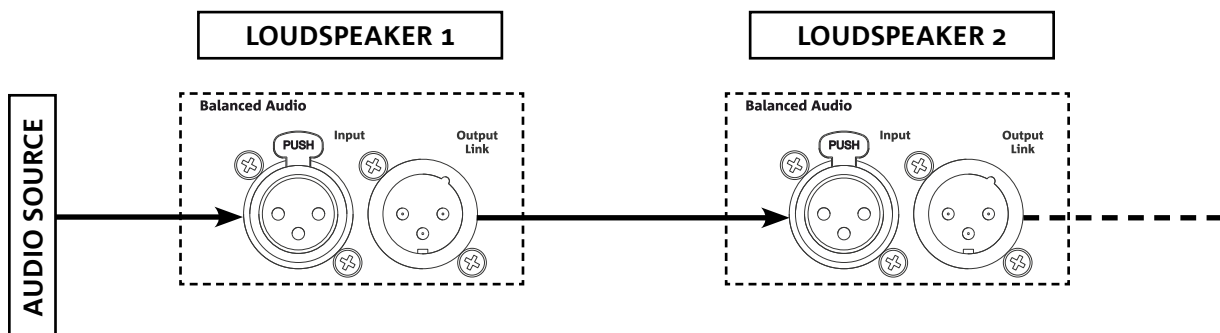 LOUDSPEAKER 1
LOUDSPEAKER 2
AUDIO SOURCE
Balanced Audio
PUSH
Input
Output
Link
Balanced Audio
PUSH
Input
Output
Link